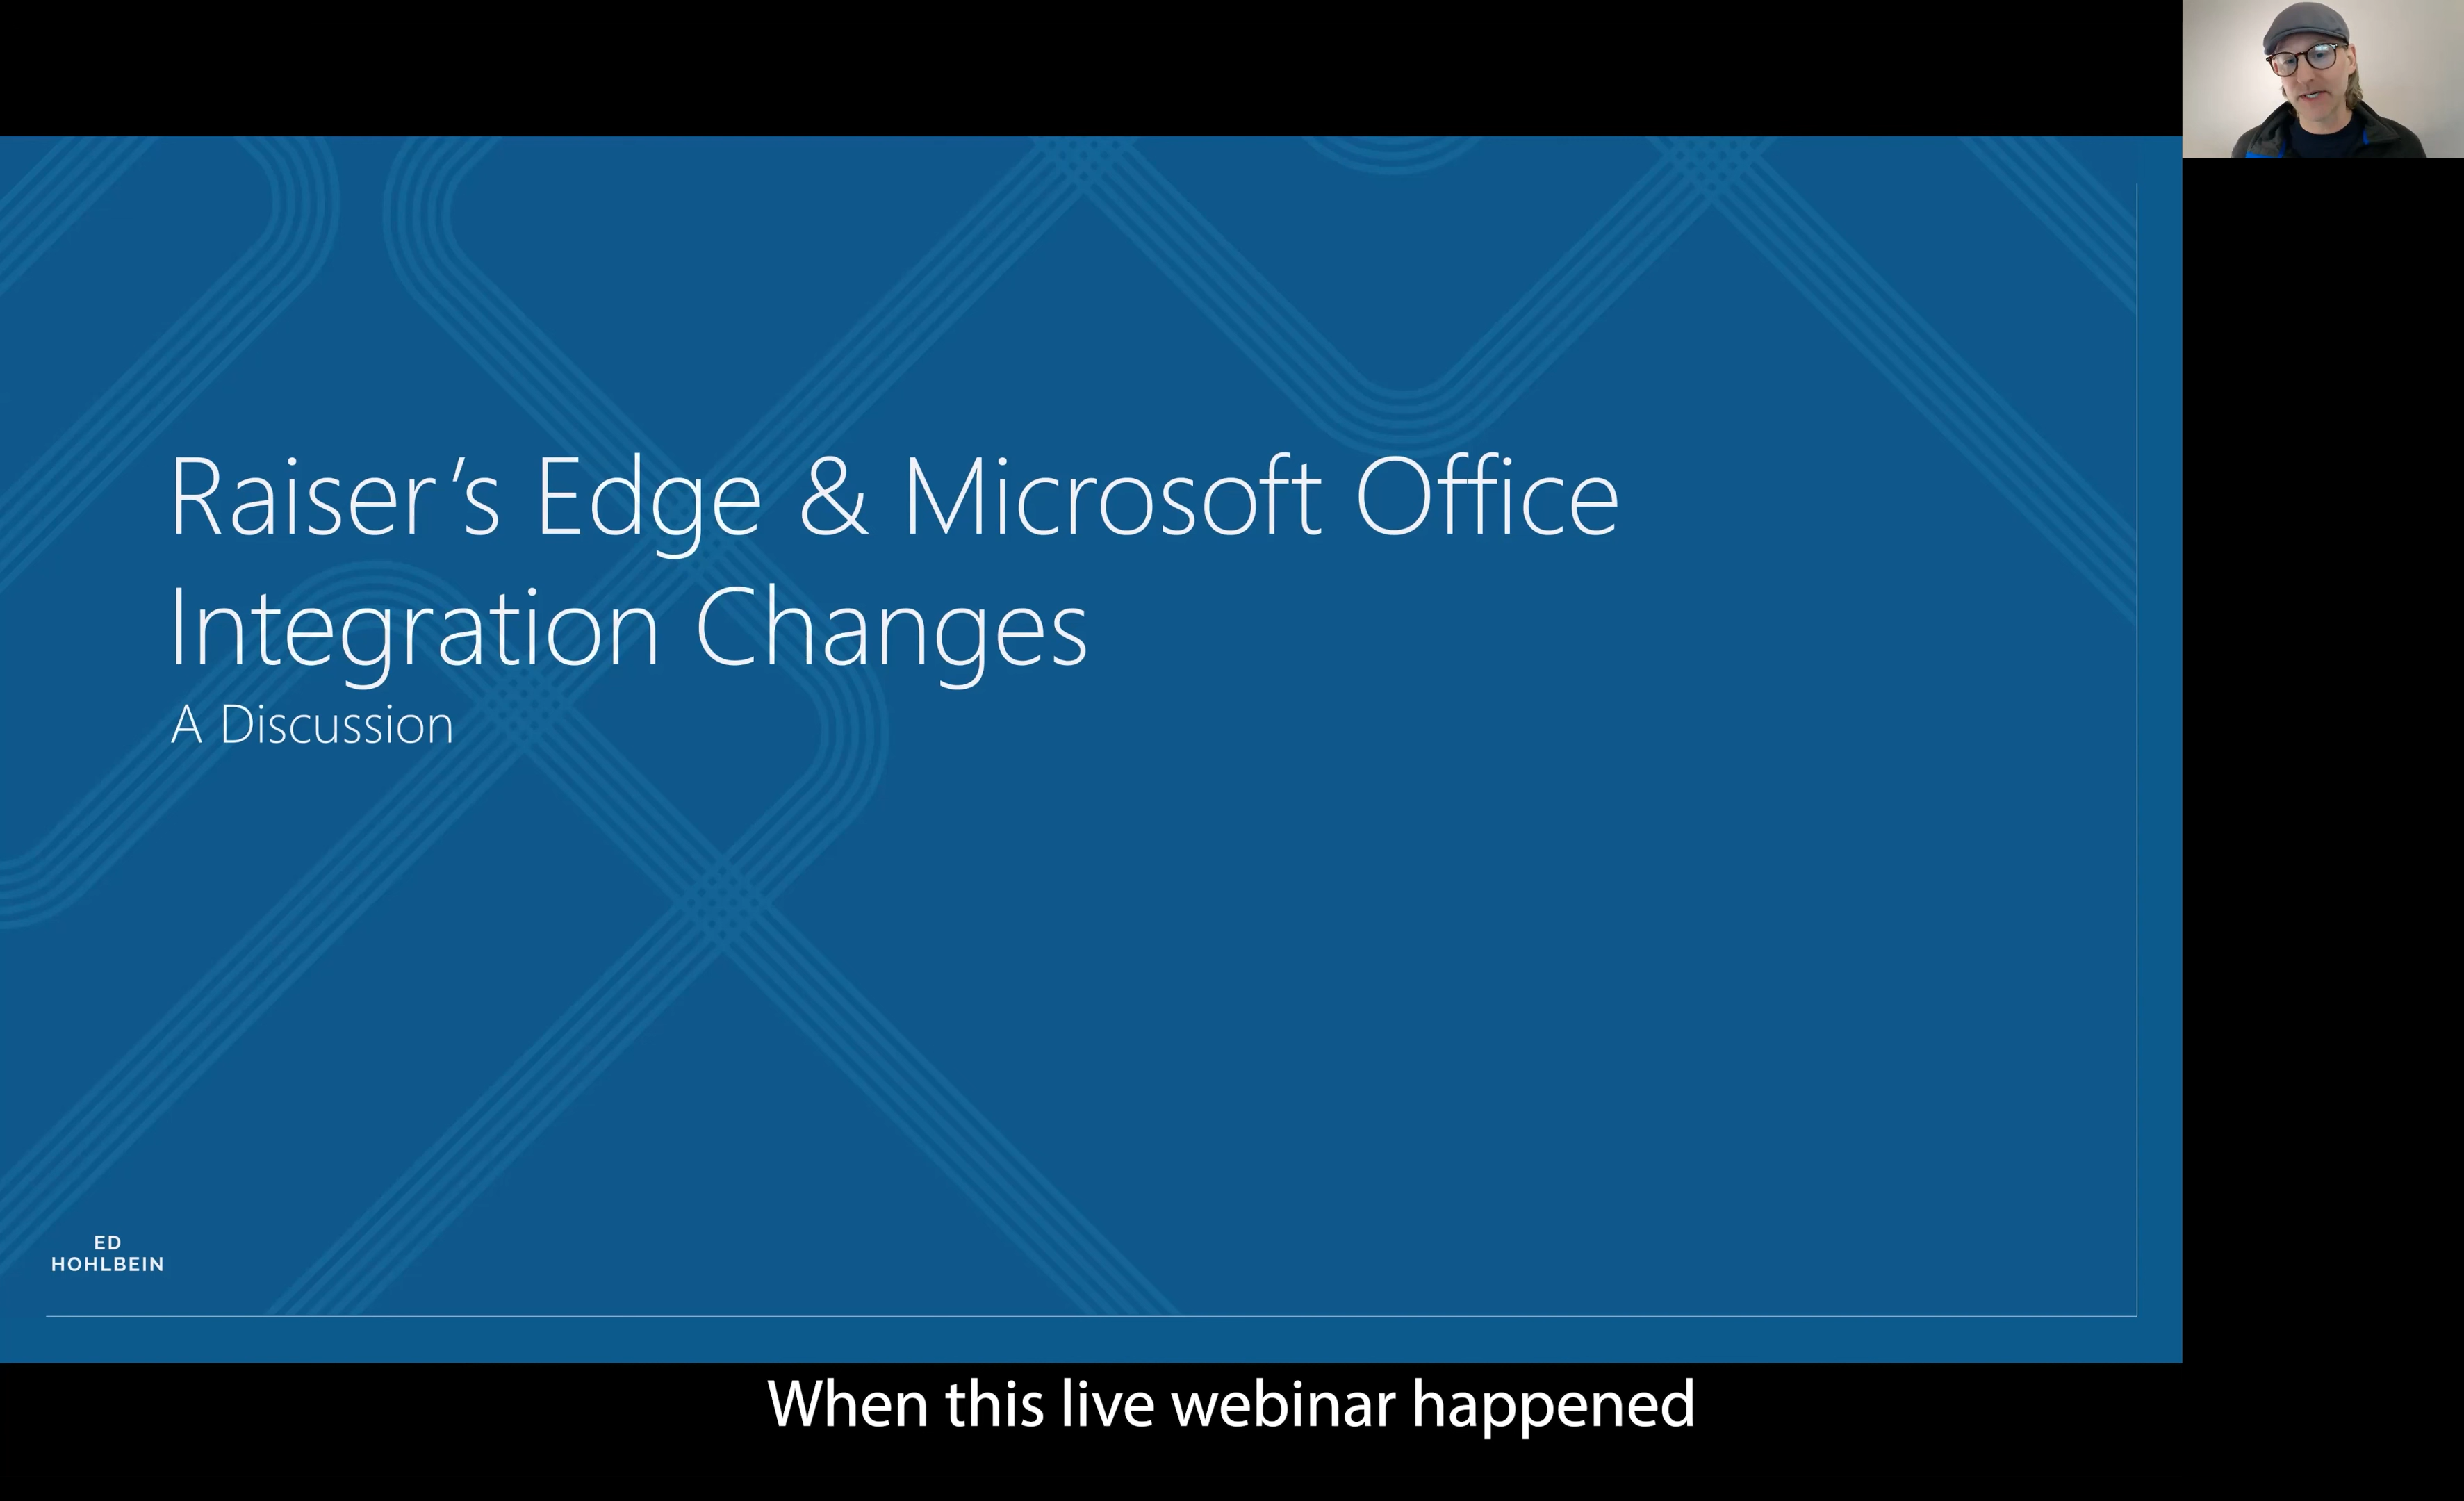 Raiser's Edge & Microsoft Office
Integration Changes
A Discussion
ED
HOHLBEIN
When this live webinar happened